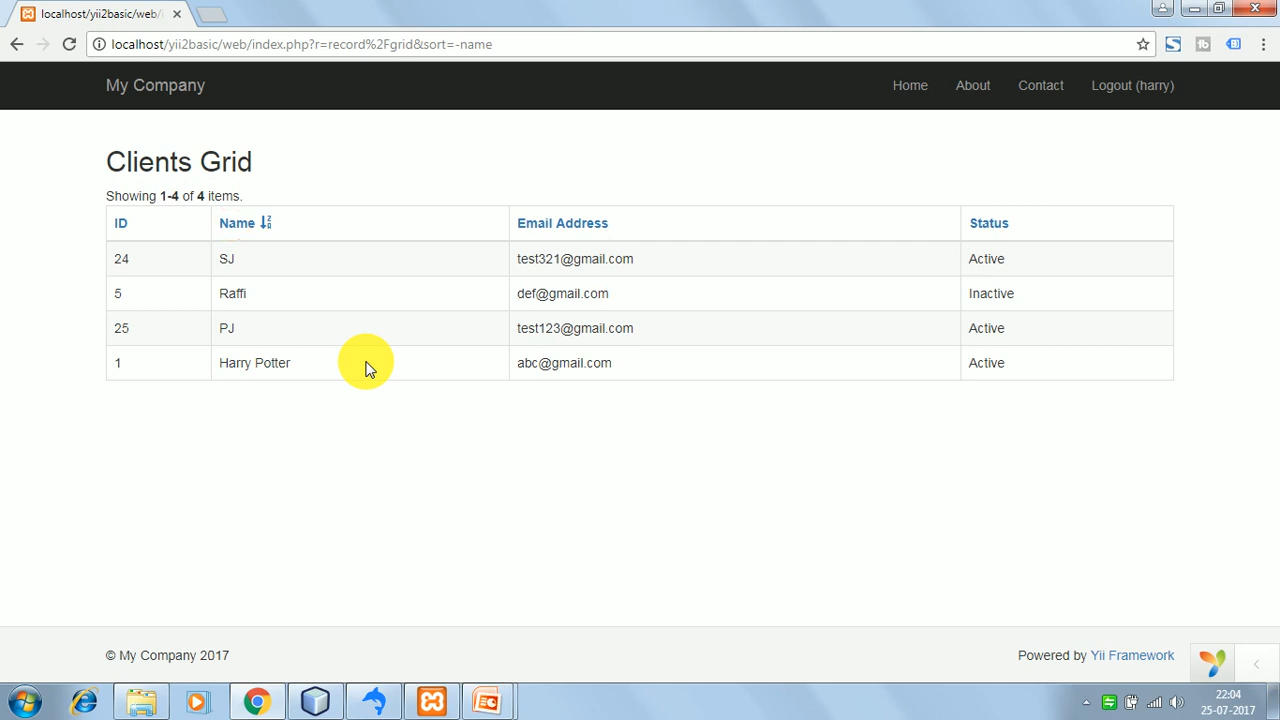 localhost/yii2basic/web/i
localhost/yii2basic/web/index.php?r=record%2Fgrid&sort=-name
My Company
Home
About
Contact
Logout (harry)
Clients Grid
Showing 1-4 of 4 items.
ID Name Email Address Status
24 SJ test321@gmail.com Active
5 Raffi def@gmail.com Inactive
25 PJ test123@gmail.com Active
1 Harry Potter abc@gmail.com Active
© My Company 2017
Powered by Yii Framework
22:04
25-07-2017